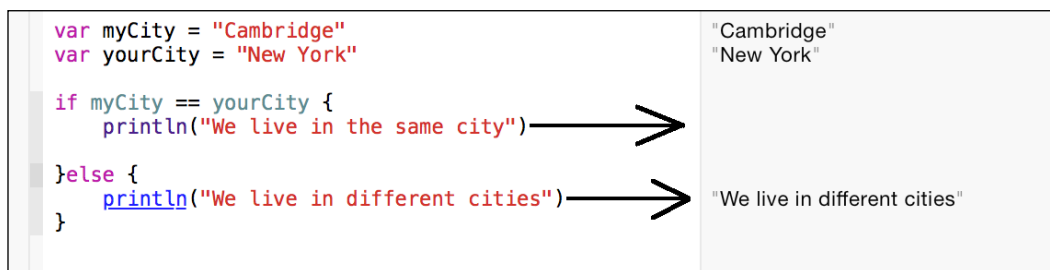 var myCity = "Cambridge" "Cambridge"
var yourCity = "New York" "New York"
if myCity == yourCity {
println("We live in the same city")
}else {
println("We live in different cities") "We live in different cities"
}